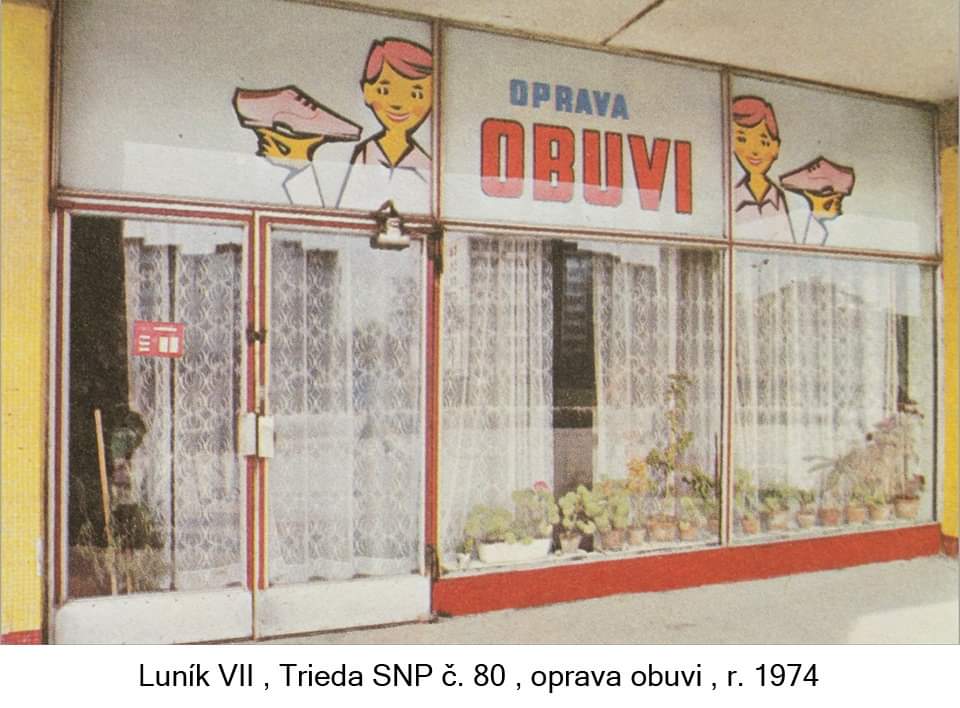 OPRAVA
OBUVI
Luník VII , Trieda SNP č. 80 , oprava obuvi , r. 1974